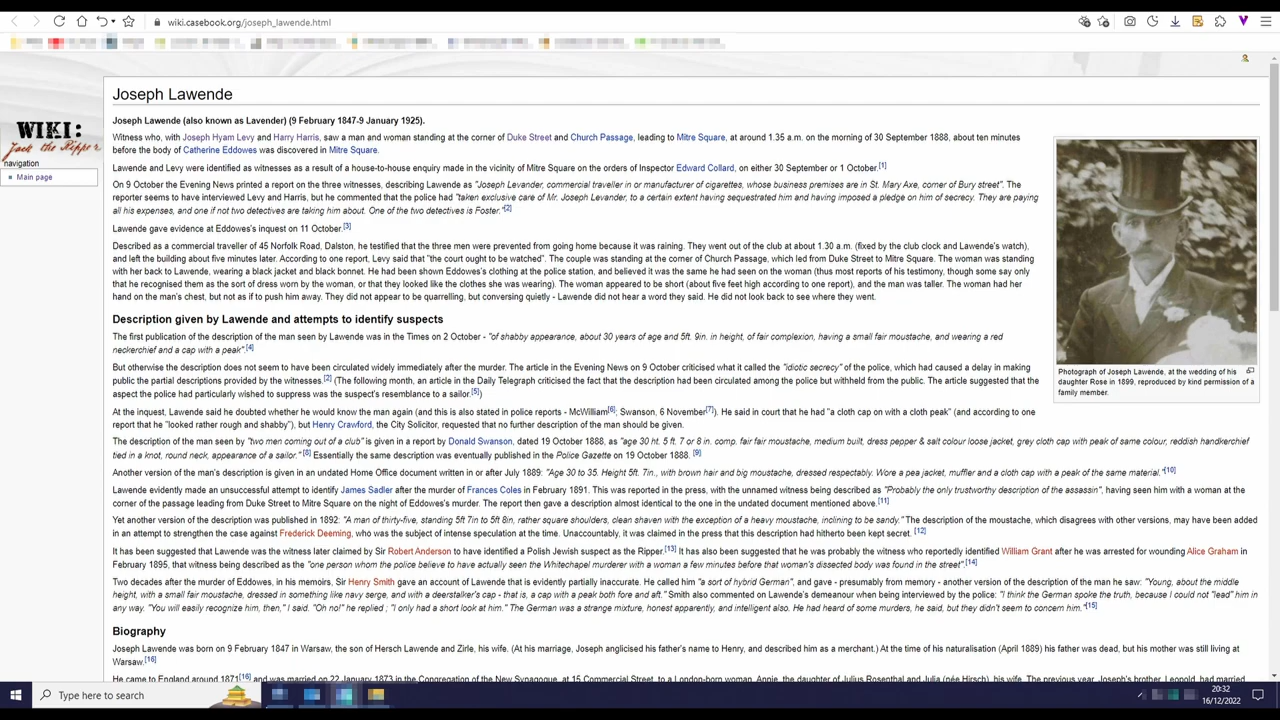 wiki.casebook.org/joseph_lawende.html
WIKI:
Jack the Ripper
navigation
Main page
Joseph Lawende
Joseph Lawende (also known as Lavender) (9 February 1847-9 January 1925).
Witness who, with Joseph Hyam Levy and Harry Harris, saw a man and woman standing at the corner of Duke Street and Church Passage, leading to Mitre Square, at around 1.35 a.m. on the morning of 30 September 1888, about ten minutes
before the body of Catherine Eddowes was discovered in Mitre Square.
Lawende and Levy were identified as witnesses as a result of a house-to-house enquiry made in the vicinity of Mitre Square on the orders of Inspector Edward Collard, on either 30 September or 1 October.[1]
On 9 October the Evening News printed a report on the three witnesses, describing Lawende as "Joseph Levander, commercial traveller in or manufacturer of cigarettes, whose business premises are in St. Mary Axe, corner of Bury street". The
reporter seems to have interviewed Levy and Harris, but he commented that the police had "taken exclusive care of Mr. Joseph Levander, to a certain extent having sequestrated him and having imposed a pledge on him of secrecy. They are paying
all his expenses, and one if not two detectives are taking him about. One of the two detectives is Foster."[2]
Lawende gave evidence at Eddowes's inquest on 11 October.[3]
Described as a commercial traveller of 45 Norfolk Road, Dalston, he testified that the three men were prevented from going home because it was raining. They went out of the club at about 1.30 a.m. (fixed by the club clock and Lawende's watch),
and left the building about five minutes later. According to one report, Levy said that "the court ought to be watched". The couple was standing at the corner of Church Passage, which led from Duke Street to Mitre Square. The woman was standing
with her back to Lawende, wearing a black jacket and black bonnet. He had been shown Eddowes's clothing at the police station, and believed it was the same he had seen on the woman (thus most reports of his testimony, though some say only
that he recognised them as the sort of dress worn by the woman, or that they looked like the clothes she was wearing). The woman appeared to be short (about five feet high according to one report), and the man was taller. The woman had her
hand on the man's chest, but not as if to push him away. They did not appear to be quarrelling, but conversing quietly - Lawende did not hear a word they said. He did not look back to see where they went.
Photograph of Joseph Lawende, at the wedding of his
daughter Rose in 1899, reproduced by kind permission of a
family member.
Description given by Lawende and attempts to identify suspects
The first publication of the description of the man seen by Lawende was in the Times on 2 October - "of shabby appearance, about 30 years of age and 5ft. 9in. in height, of fair complexion, having a small fair moustache, and wearing a red
neckerchief and a cap with a peak".[4]
But otherwise the description does not seem to have been circulated widely immediately after the murder. The article in the Evening News on 9 October criticised what it called the "idiotic secrecy" of the police, which had caused a delay in making
public the partial descriptions provided by the witnesses.[2] (The following month, an article in the Daily Telegraph criticised the fact that the description had been circulated among the police but withheld from the public. The article suggested that the
aspect the police had particularly wished to suppress was the suspect's resemblance to a sailor.[5])
At the inquest, Lawende said he doubted whether he would know the man again (and this is also stated in police reports - McWilliam[6]; Swanson, 6 November[7]). He said in court that he had "a cloth cap on with a cloth peak" (and according to one
report that he "looked rather rough and shabby"), but Henry Crawford, the City Solicitor, requested that no further description of the man should be given.
The description of the man seen by "two men coming out of a club" is given in a report by Donald Swanson, dated 19 October 1888, as "age 30 ht. 5 ft. 7 or 8 in. comp. fair fair moustache, medium built, dress pepper & salt colour loose jacket, grey cloth cap with peak of same colour, reddish handkerchief
tied in a knot, round neck, appearance of a sailor."[8] Essentially the same description was eventually published in the Police Gazette on 19 October 1888. [9]
Another version of the man's description is given in an undated Home Office document written in or after July 1889: "Age 30 to 35. Height 5ft. 7in., with brown hair and big moustache, dressed respectably. Wore a pea jacket, muffler and a cloth cap with a peak of the same material."[10]
Lawende evidently made an unsuccessful attempt to identify James Sadler after the murder of Frances Coles in February 1891. This was reported in the press, with the unnamed witness being described as "Probably the only trustworthy description of the assassin", having seen him with a woman at the
corner of the passage leading from Duke Street to Mitre Square on the night of Eddowes's murder. The report then gave a description almost identical to the one in the undated document mentioned above.[11]
Yet another version of the description was published in 1892: "A man of thirty-five, standing 5ft 7in to 5ft 8in, rather square shoulders, clean shaven with the exception of a heavy moustache, inclining to be sandy." The description of the moustache, which disagrees with other versions, may have been added
in an attempt to strengthen the case against Frederick Deeming, who was the subject of intense speculation at the time. Unaccountably, it was claimed in the press that this description had hitherto been kept secret. [12]
It has been suggested that Lawende was the witness later claimed by Sir Robert Anderson to have identified a Polish Jewish suspect as the Ripper.[13] It has also been suggested that he was probably the witness who reportedly identified William Grant after he was arrested for wounding Alice Graham in
February 1895, that witness being described as the "one person whom the police believe to have actually seen the Whitechapel murderer with a woman a few minutes before that woman's dissected body was found in the street".[14]
Two decades after the murder of Eddowes, in his memoirs, Sir Henry Smith gave an account of Lawende that is evidently partially inaccurate. He called him "a sort of hybrid German", and gave - presumably from memory - another version of the description of the man he saw: "Young, about the middle
height, with a small fair moustache, dressed in something like navy serge, and with a deerstalker's cap - that is, a cap with a peak both fore and aft." Smith also commented on Lawende's demeanour when being interviewed by the police: "I think the German spoke the truth, because I could not "lead" him in
any way. "You will easily recognize him, then," I said. "Oh no!" he replied ; "I only had a short look at him." The German was a strange mixture, honest apparently, and intelligent also. He had heard of some murders, he said, but they didn't seem to concern him."[15]
Biography
Joseph Lawende was born on 9 February 1847 in Warsaw, the son of Hersch Lawende and Zirle, his wife. (At his marriage, Joseph anglicised his father's name to Henry, and described him as a merchant.) At the time of his naturalisation (April 1889) his father was dead, but his mother was still living at
Warsaw.[16]
He came to England around 1871[16] and was married on 22 January 1873 in the Congregation of the New Synagogue, at 15 Commercial Street, to a London-born woman, Annie, the daughter of Julius Rosenthal and Julia (née Hirsch), his wife. The previous year, Joseph's brother, Leopold, had married
Type here to search
20:32
16/12/2022